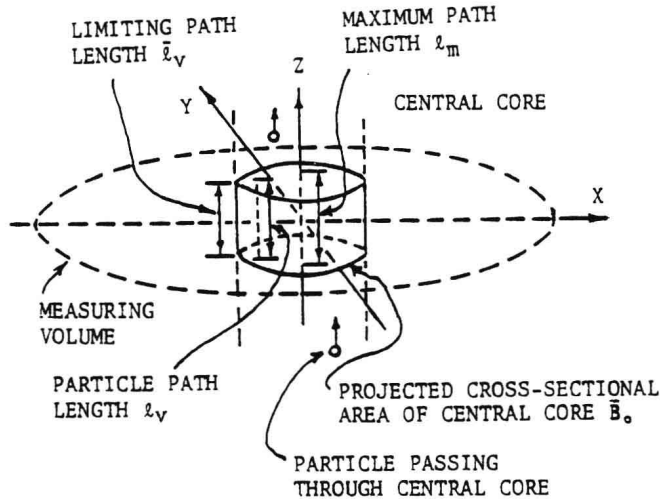 LIMITING PATH
LENGTH ℓ̄ᵥ
MAXIMUM PATH
LENGTH ℓₘ
Z
Y
CENTRAL CORE
X
MEASURING
VOLUME
PARTICLE PATH
LENGTH ℓᵥ
PROJECTED CROSS-SECTIONAL
AREA OF CENTRAL CORE B̄ₒ
PARTICLE PASSING
THROUGH CENTRAL CORE